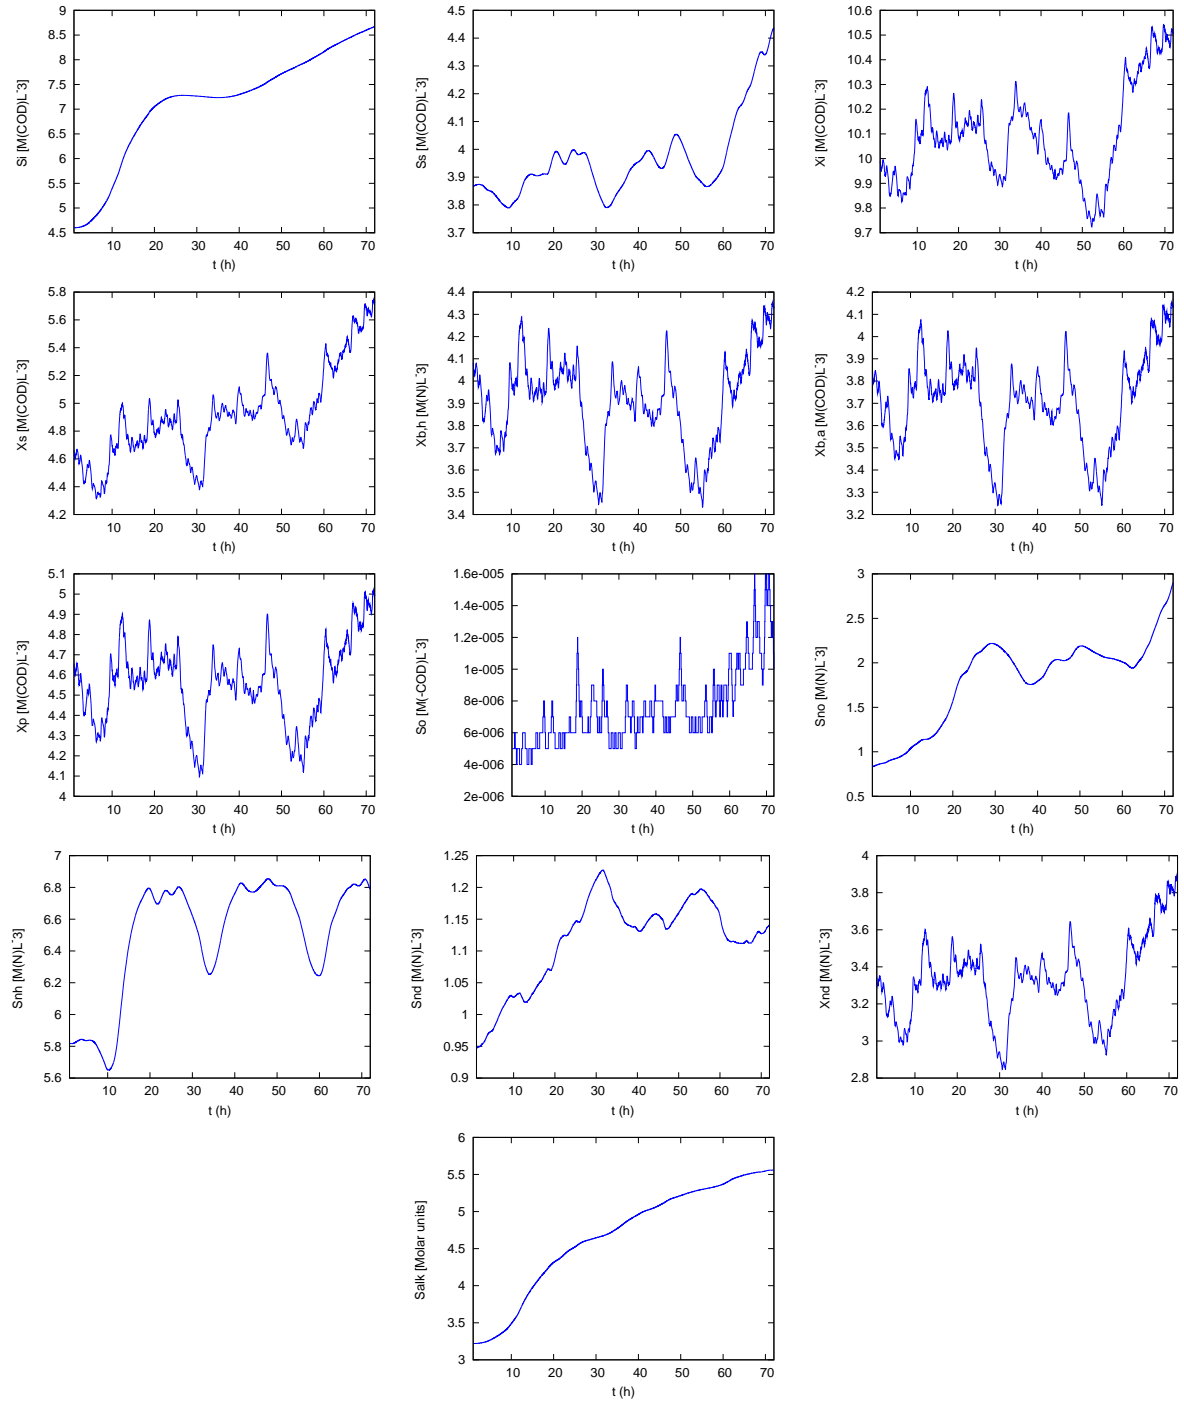 Si [M(COD)L^-3]
9
8.5
8
7.5
7
6.5
6
5.5
5
4.5
10 20 30 40 50 60 70
t (h)
Ss [M(COD)L^-3]
4.5
4.4
4.3
4.2
4.1
4
3.9
3.8
3.7
10 20 30 40 50 60 70
t (h)
Xi [M(COD)L^-3]
10.6
10.5
10.4
10.3
10.2
10.1
10
9.9
9.8
9.7
10 20 30 40 50 60 70
t (h)
Xs [M(COD)L^-3]
5.8
5.6
5.4
5.2
5
4.8
4.6
4.4
4.2
10 20 30 40 50 60 70
t (h)
Xb,h [M(N)L^-3]
4.4
4.3
4.2
4.1
4
3.9
3.8
3.7
3.6
3.5
3.4
10 20 30 40 50 60 70
t (h)
Xb,a [M(COD)L^-3]
4.2
4.1
4
3.9
3.8
3.7
3.6
3.5
3.4
3.3
3.2
10 20 30 40 50 60 70
t (h)
Xp [M(COD)L^-3]
5.1
5
4.9
4.8
4.7
4.6
4.5
4.4
4.3
4.2
4.1
4
10 20 30 40 50 60 70
t (h)
So [M(-COD)L^-3]
1.6e-005
1.4e-005
1.2e-005
1e-005
8e-006
6e-006
4e-006
2e-006
10 20 30 40 50 60 70
t (h)
Sno [M(N)L^-3]
3
2.5
2
1.5
1
0.5
10 20 30 40 50 60 70
t (h)
Snh [M(N)L^-3]
7
6.8
6.6
6.4
6.2
6
5.8
5.6
10 20 30 40 50 60 70
t (h)
Snd [M(N)L^-3]
1.25
1.2
1.15
1.1
1.05
1
0.95
0.9
10 20 30 40 50 60 70
t (h)
Xnd [M(N)L^-3]
4
3.8
3.6
3.4
3.2
3
2.8
10 20 30 40 50 60 70
t (h)
Salk [Molar units]
6
5.5
5
4.5
4
3.5
3
10 20 30 40 50 60 70
t (h)